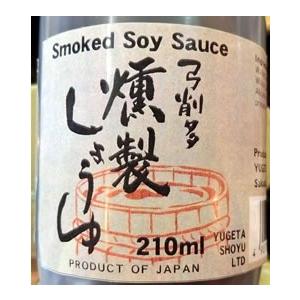 Smoked Soy Sauce
弓削多
燻製
しょうゆ
210ml
YUGETA
SHOYU
LTD
PRODUCT OF JAPAN